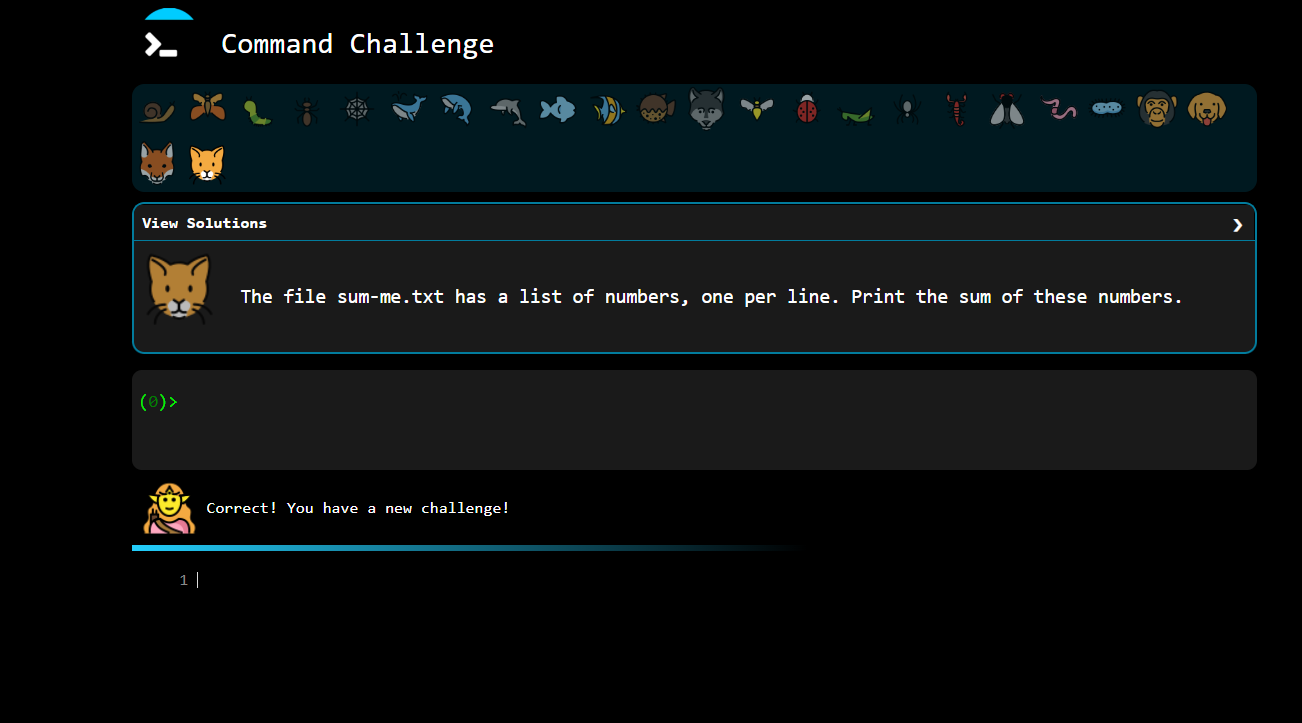 Command Challenge
View Solutions
The file sum-me.txt has a list of numbers, one per line. Print the sum of these numbers.
(0)>
Correct! You have a new challenge!
1